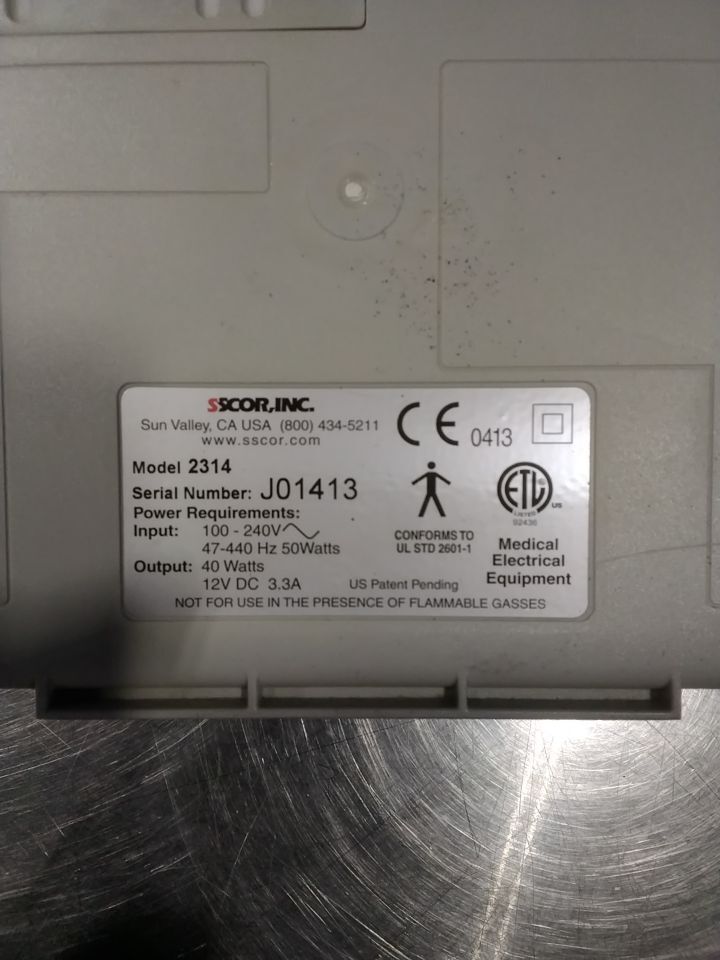 SSCOR, INC.
Sun Valley, CA USA (800) 434-5211
www.sscor.com
Model 2314
Serial Number: J01413
Power Requirements:
Input: 100 - 240V
47-440 Hz 50Watts
Output: 40 Watts
12V DC 3.3A
US Patent Pending
NOT FOR USE IN THE PRESENCE OF FLAMMABLE GASSES
CE 0413
CONFORMS TO
UL STD 2601-1
ETL
US
LISTED
92436
Medical
Electrical
Equipment